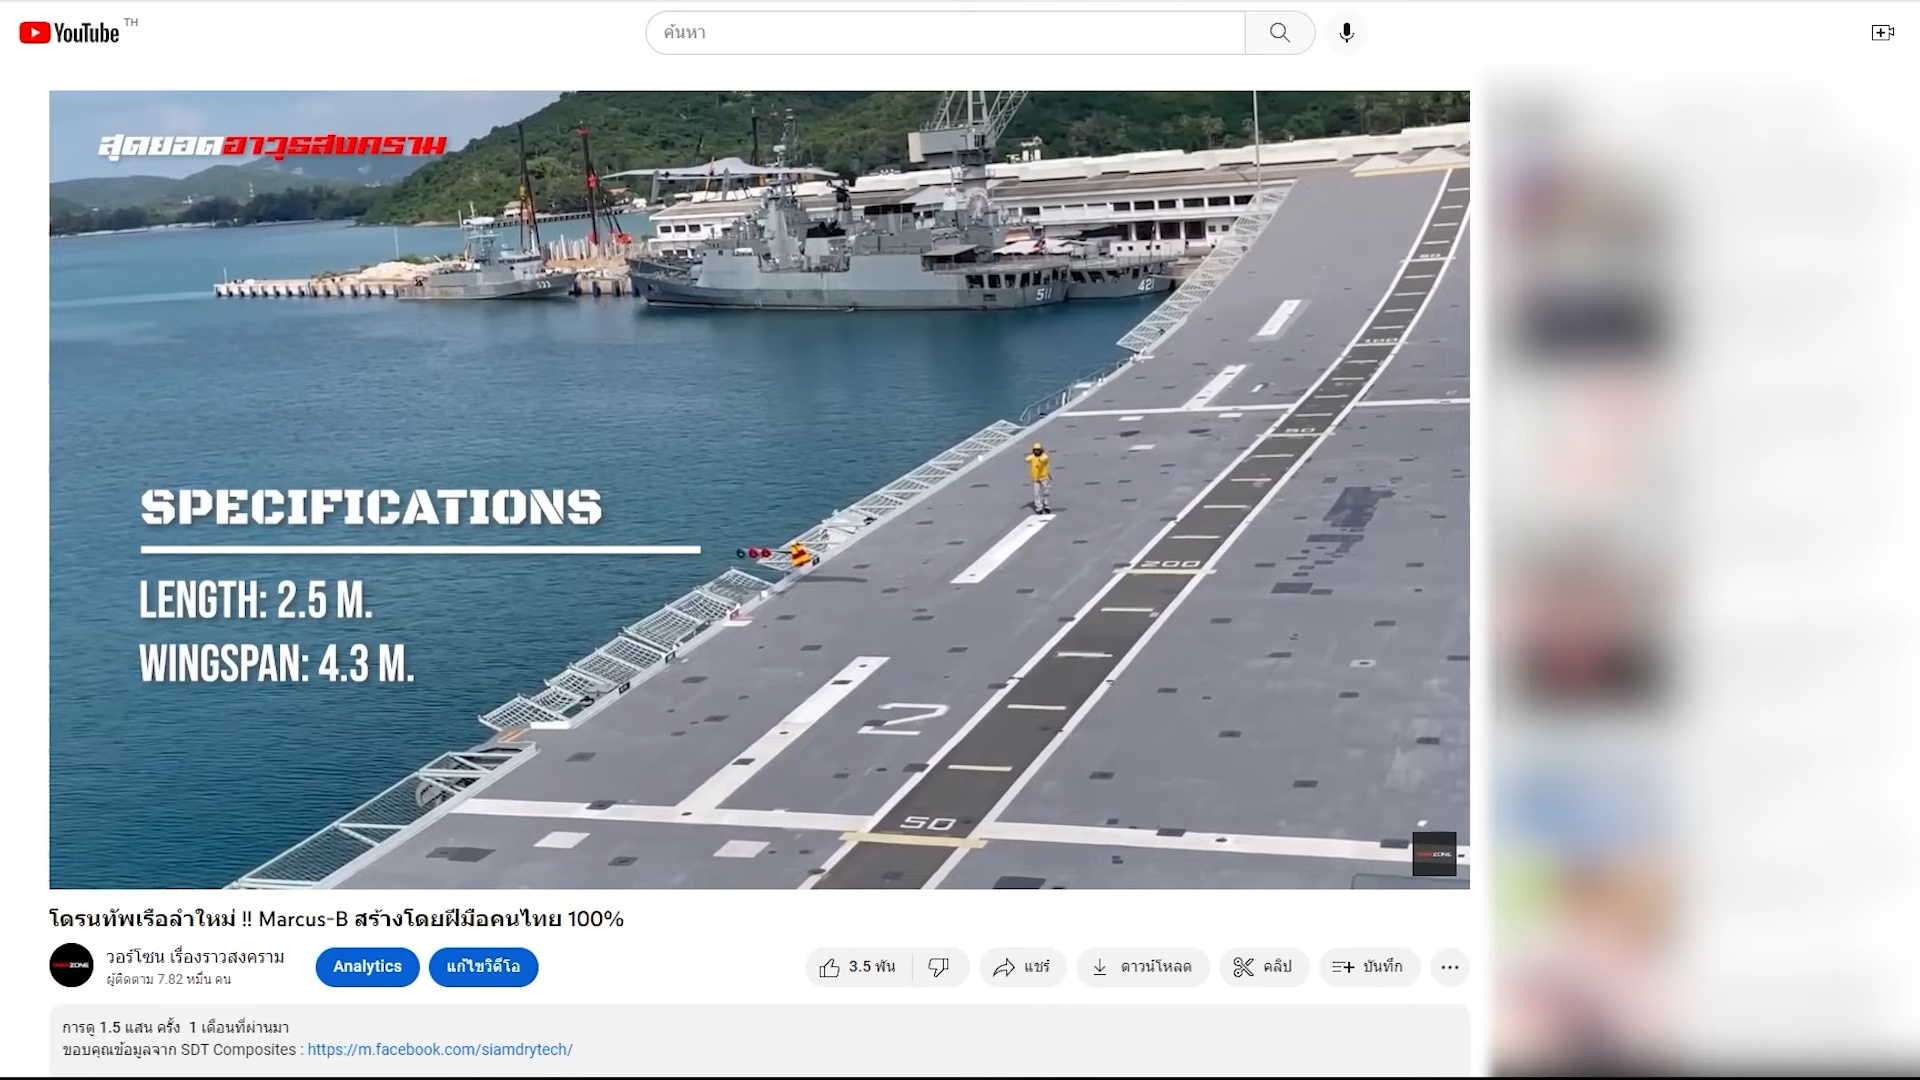 YouTube TH
ค้นหา
สุดยอดอาวุธสงคราม
533
511
421
SPECIFICATIONS
LENGTH: 2.5 M.
WINGSPAN: 4.3 M.
100
50
200
2
50
WARZONE
โดรนทัพเรือลำใหม่ !! Marcus-B สร้างโดยฝีมือคนไทย 100%
WARZONE
วอร์โซน เรื่องราวสงคราม
ผู้ติดตาม 7.82 หมื่น คน
Analytics
แก้ไขวิดีโอ
3.5 พัน
แชร์
ดาวน์โหลด
คลิป
บันทึก
การดู 1.5 แสน ครั้ง 1 เดือนที่ผ่านมา
ขอบคุณข้อมูลจาก SDT Composites : https://m.facebook.com/siamdrytech/